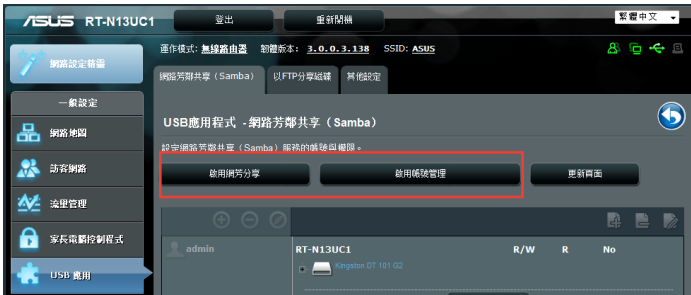 ASUS RT-N13UC1 登出 重新開機 繁體中文
運作模式: 無線路由器 韌體版本: 3.0.0.3.138 SSID: ASUS
網路設定精靈
網路芳鄰共享（Samba） 以FTP分享磁碟 其他設定
一般設定
USB應用程式 - 網路芳鄰共享（Samba）
網路地圖
設定網路芳鄰共享（Samba）服務的帳號與權限。
訪客網路
啟用網芳分享 啟用帳號管理 更新頁面
流量管理
家長電腦控制程式
admin RT-N13UC1 R/W R No
Kingston DT 101 G2
USB 應用